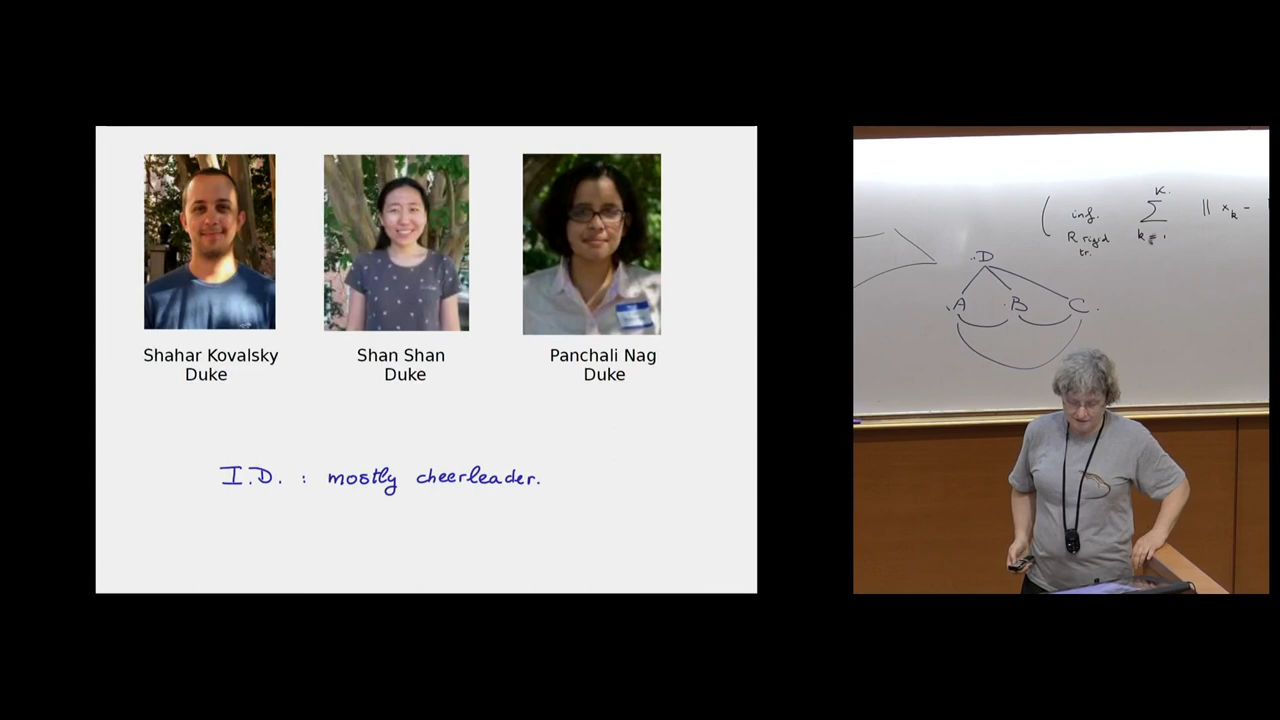 Shahar Kovalsky
Duke
Shan Shan
Duke
Panchali Nag
Duke
I.D. : mostly cheerleader.
( inf. K. Σ || x_k -
R rigid k=1
tr.
D
A B C